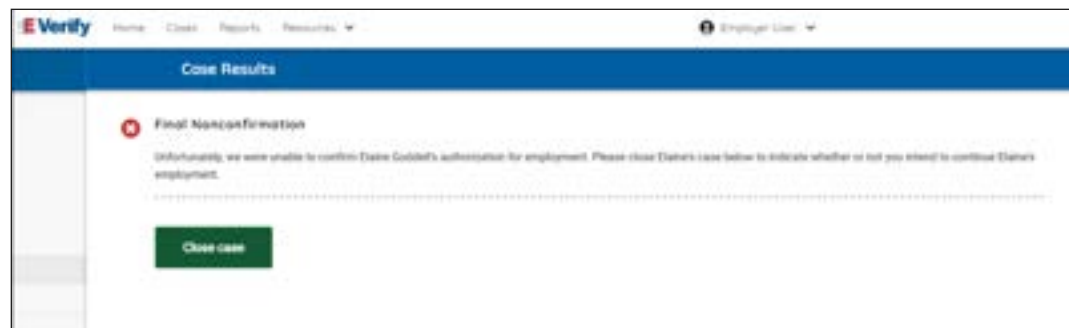 E-Verify Home Cases Reports Resources Employer User
Case Results
Final Nonconfirmation
Unfortunately, we were unable to confirm Elaine Goddell's authorization for employment. Please close Elaine's case below to indicate whether or not you intend to continue Elaine's
employment.
Close case